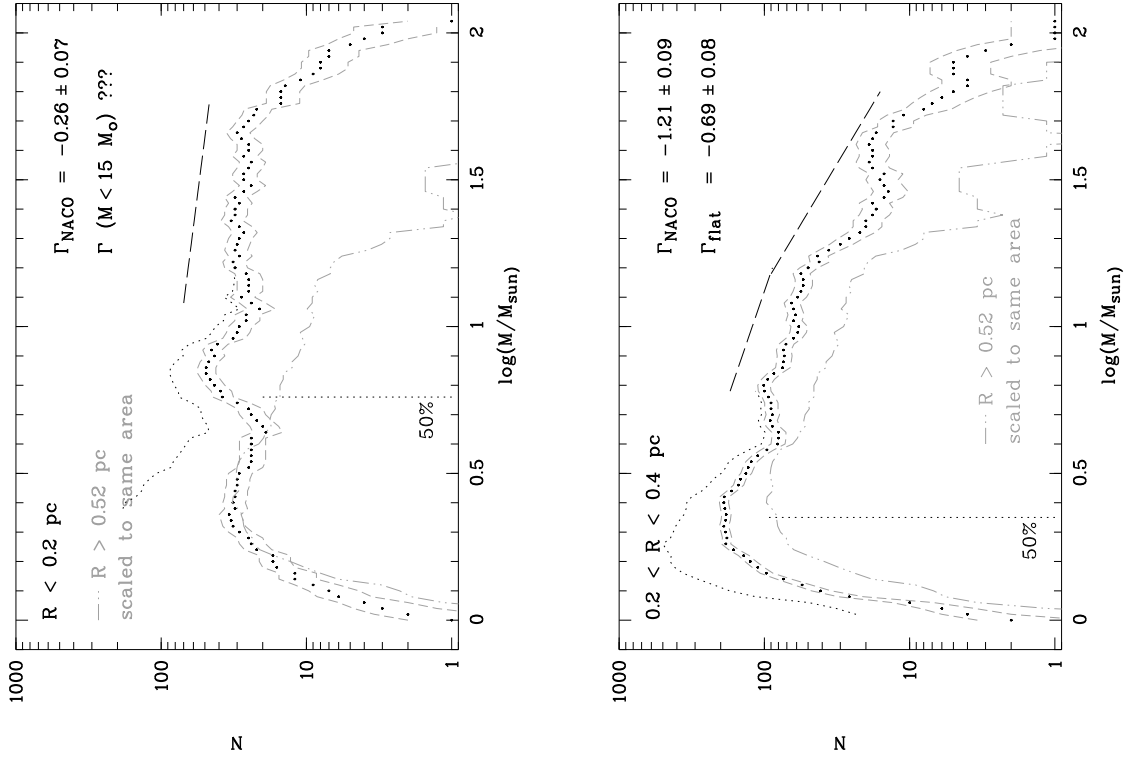 R < 0.2 pc
Γ_NACO = −0.26 ± 0.07
Γ (M < 15 M_o) ???
R > 0.52 pc
scaled to same area
50%
1000
100
10
1
N
0
0.5
1
1.5
2
log(M/M_sun)
0.2 < R < 0.4 pc
Γ_NACO = −1.21 ± 0.09
Γ_flat = −0.69 ± 0.08
R > 0.52 pc
scaled to same area
50%
1000
100
10
1
N
0
0.5
1
1.5
2
log(M/M_sun)